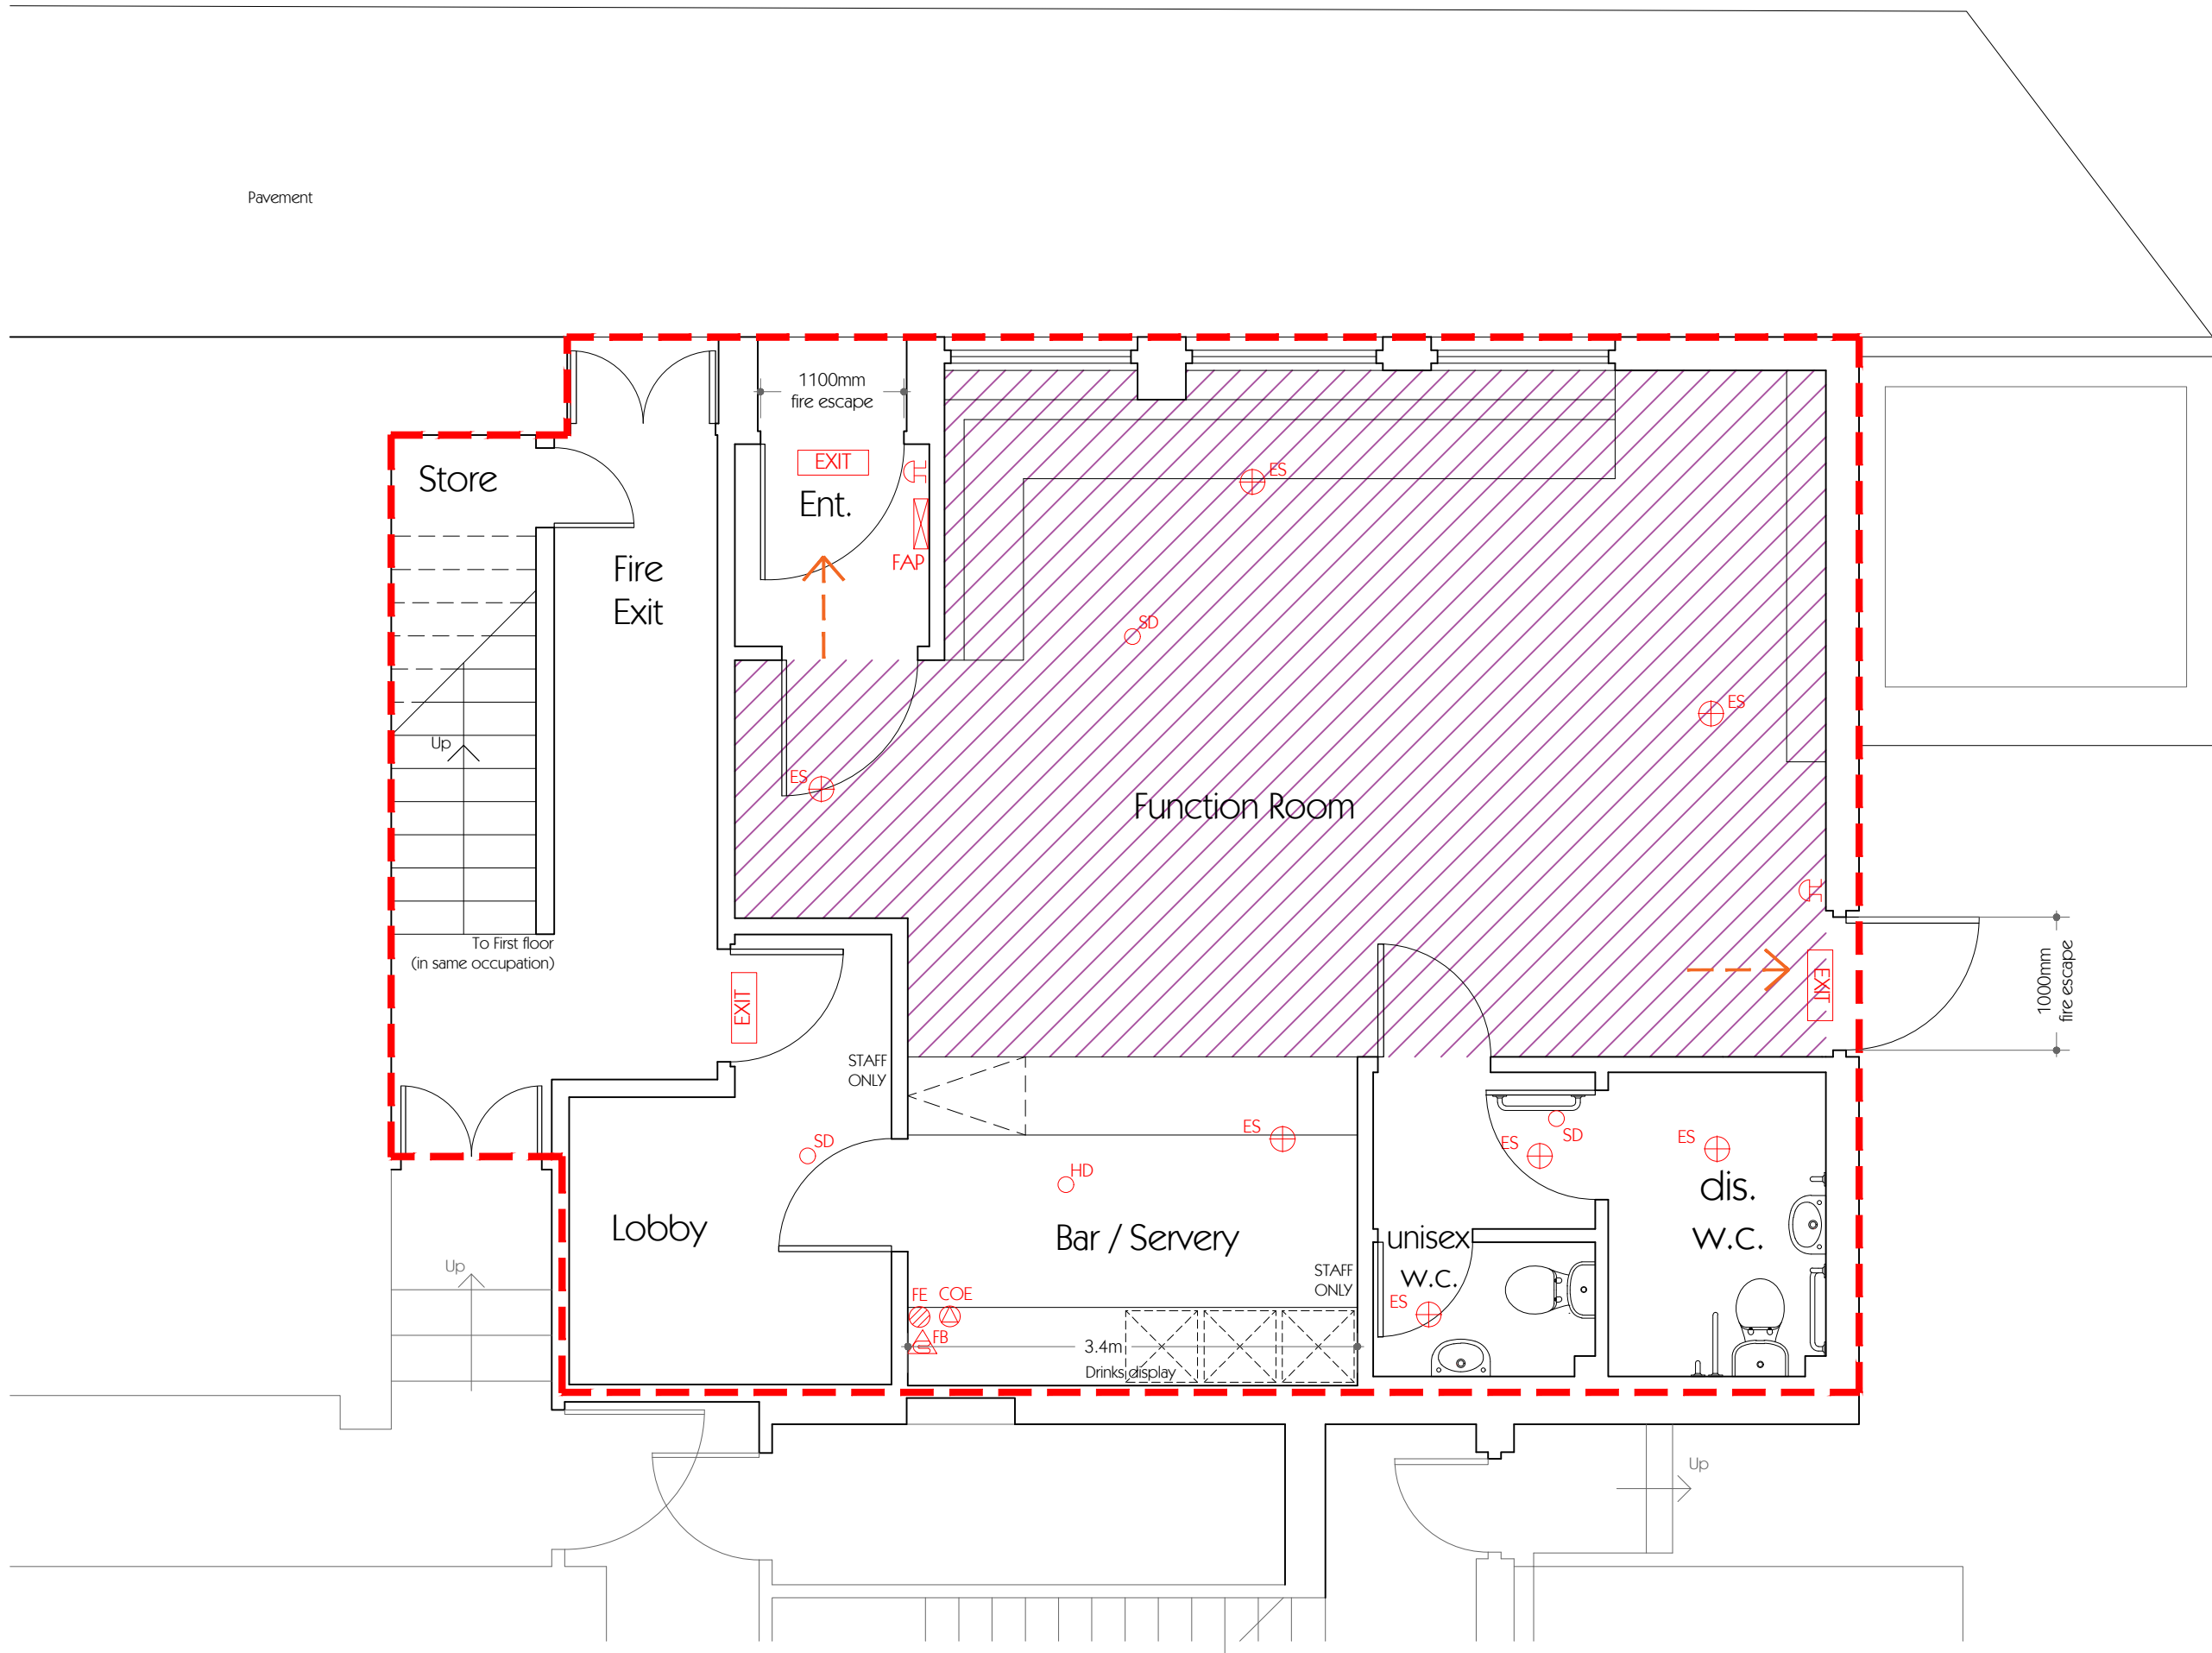 Pavement
1100mm
fire escape
EXIT
Ent.
FAP
Store
Fire
Exit
Up
To First floor
(in same occupation)
ES
SD
ES
ES
Function Room
EXIT
1000mm
fire escape
EXIT
STAFF
ONLY
SD
Lobby
HD
ES
Bar / Servery
STAFF
ONLY
FE
COE
FB
3.4m
Drinks display
ES
SD
ES
dis.
w.c.
unisex
w.c.
ES
Up
Up